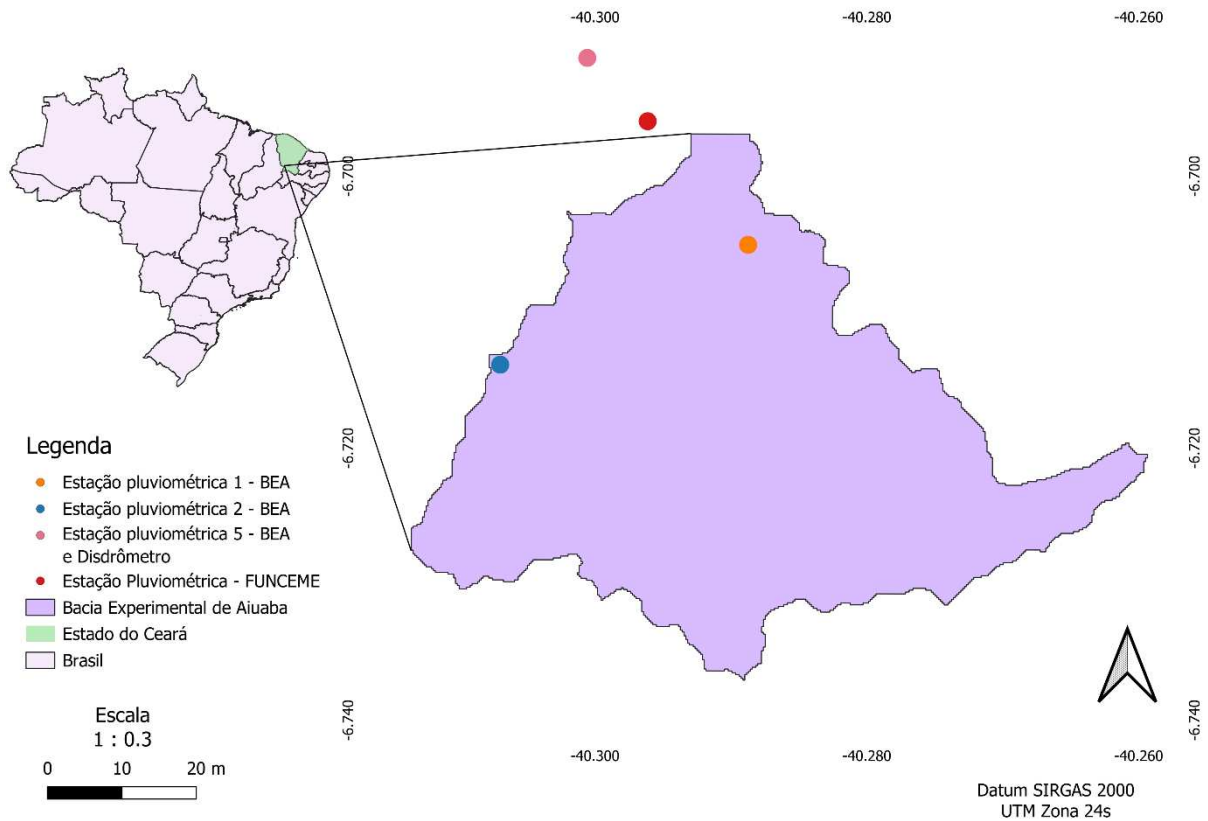 -40.300
-40.280
-40.260
-6.700
-6.700
-6.720
-6.720
-6.740
-6.740
Legenda
Estação pluviométrica 1 - BEA
Estação pluviométrica 2 - BEA
Estação pluviométrica 5 - BEA
e Disdrômetro
Estação Pluviométrica - FUNCEME
Bacia Experimental de Aiuaba
Estado do Ceará
Brasil
Escala
1 : 0.3
0 10 20 m
-40.300
-40.280
-40.260
Datum SIRGAS 2000
UTM Zona 24s